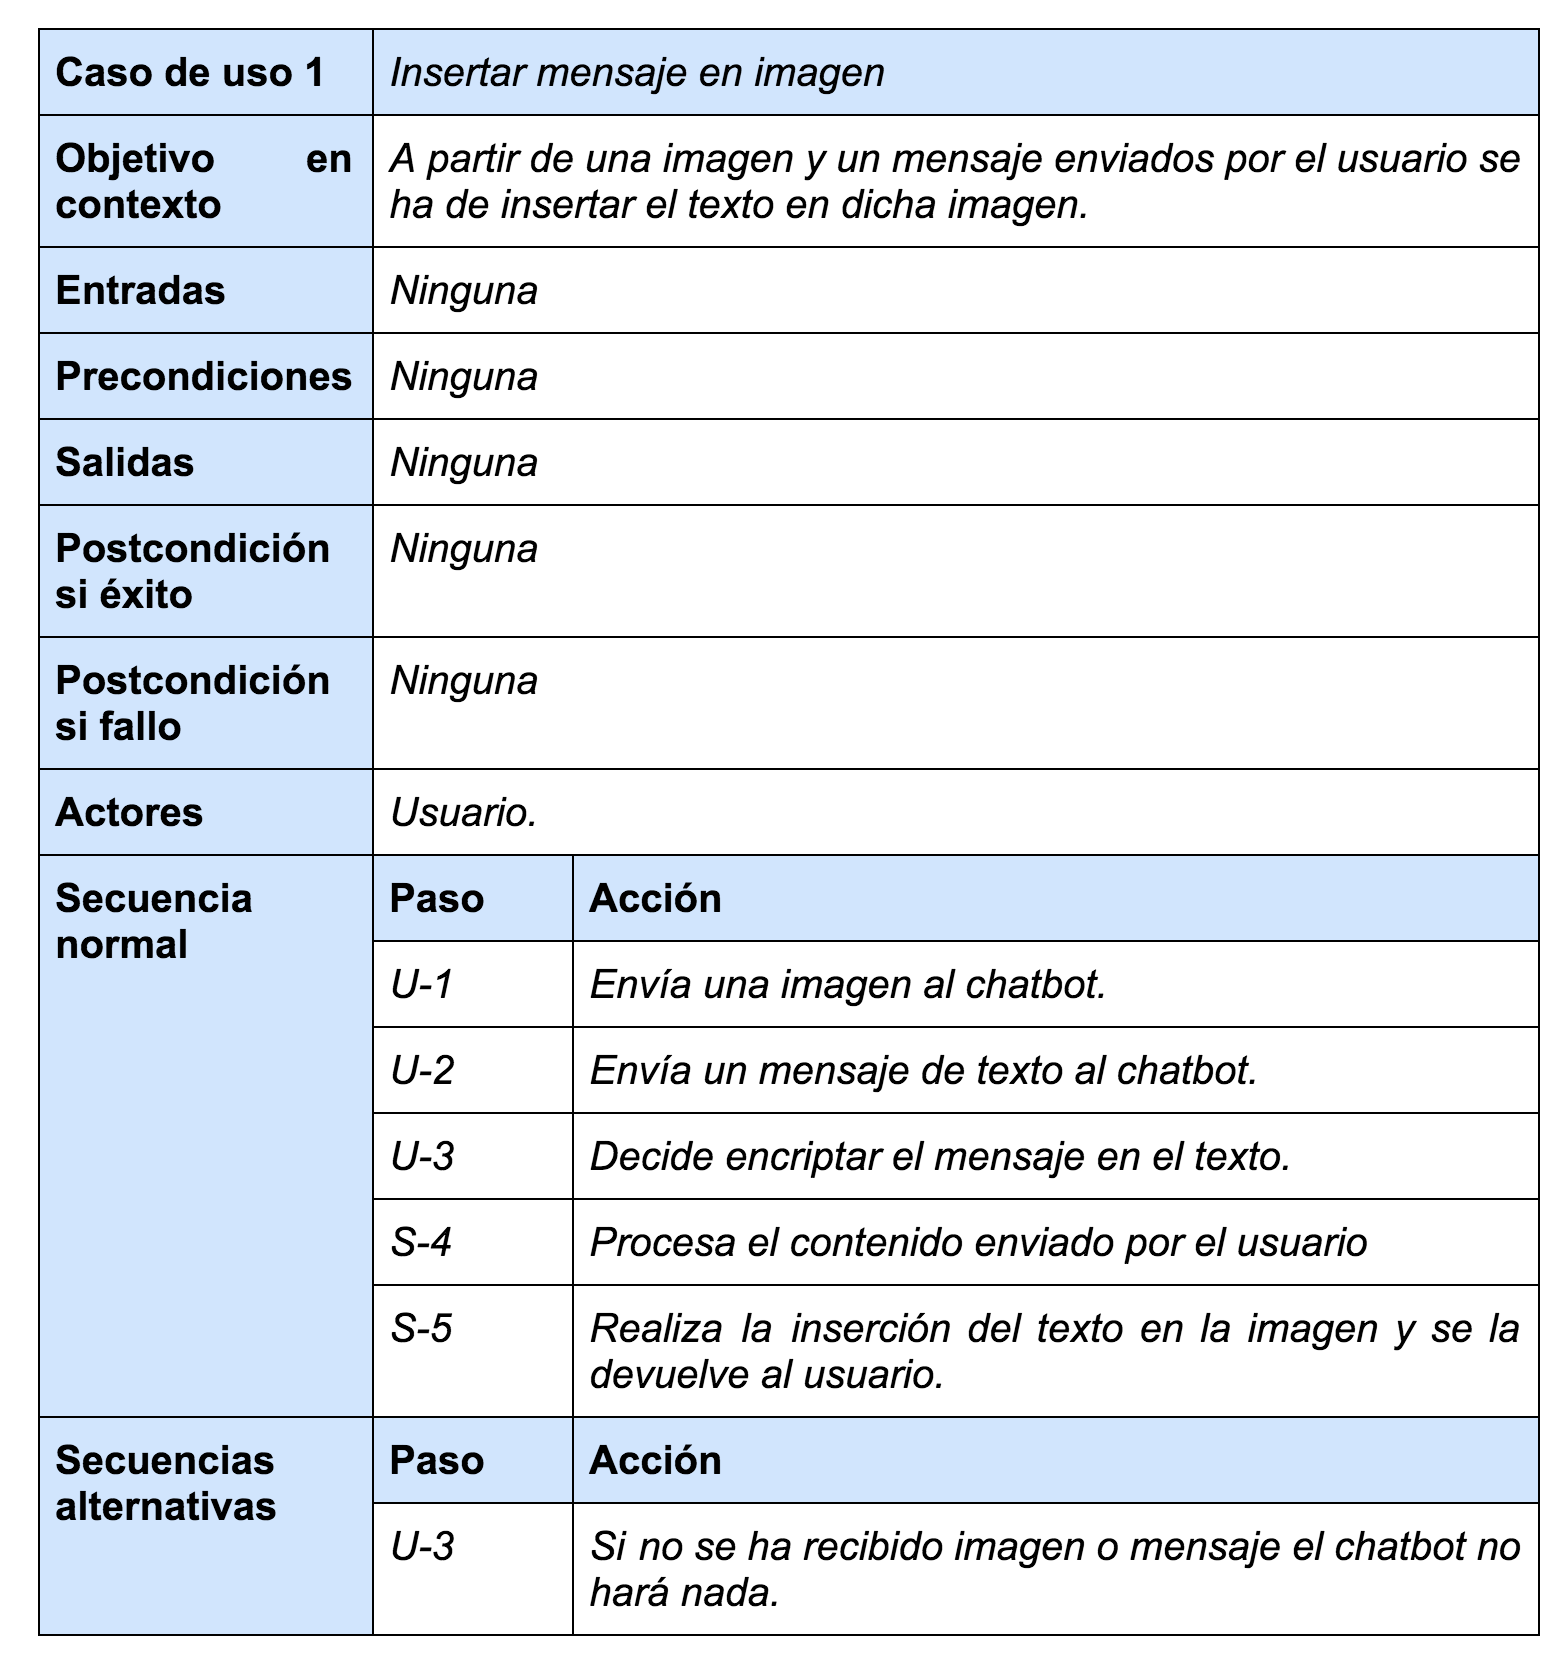 Caso de uso 1
Insertar mensaje en imagen
Objetivo en
contexto
A partir de una imagen y un mensaje enviados por el usuario se
ha de insertar el texto en dicha imagen.
Entradas
Ninguna
Precondiciones
Ninguna
Salidas
Ninguna
Postcondición
si éxito
Ninguna
Postcondición
si fallo
Ninguna
Actores
Usuario.
Secuencia
normal
Paso
Acción
U-1
Envía una imagen al chatbot.
U-2
Envía un mensaje de texto al chatbot.
U-3
Decide encriptar el mensaje en el texto.
S-4
Procesa el contenido enviado por el usuario
S-5
Realiza la inserción del texto en la imagen y se la
devuelve al usuario.
Secuencias
alternativas
Paso
Acción
U-3
Si no se ha recibido imagen o mensaje el chatbot no
hará nada.